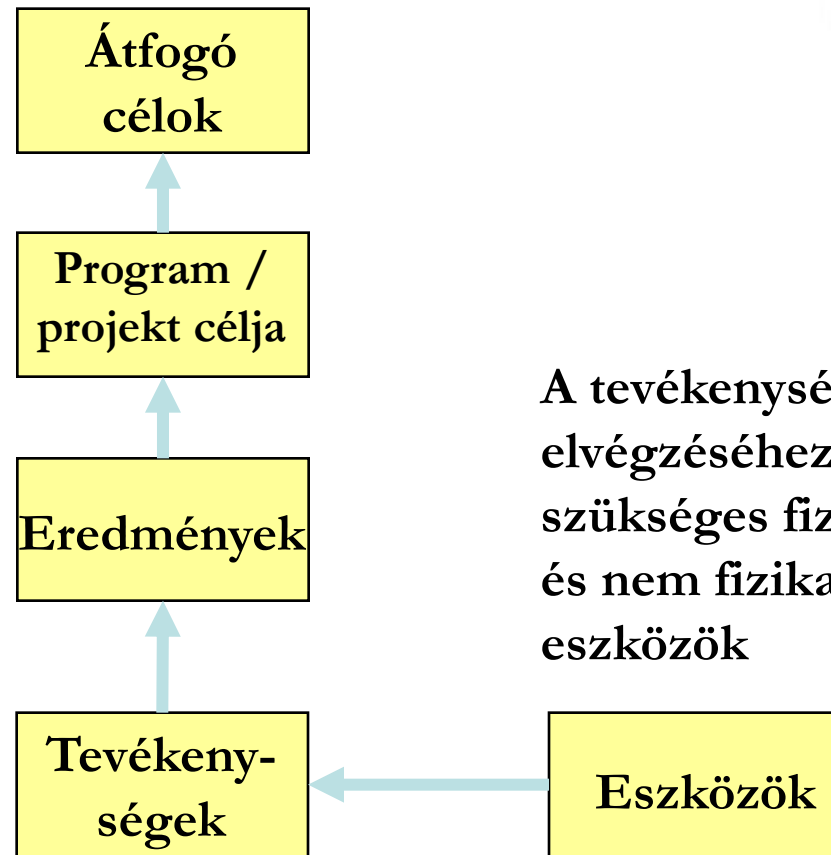 Átfogó
célok
Program /
projekt célja
Eredmények
Tevékeny-
ségek
A tevékenysé
elvégzéséhez
szükséges fiz
és nem fizika
eszközök
Eszközök